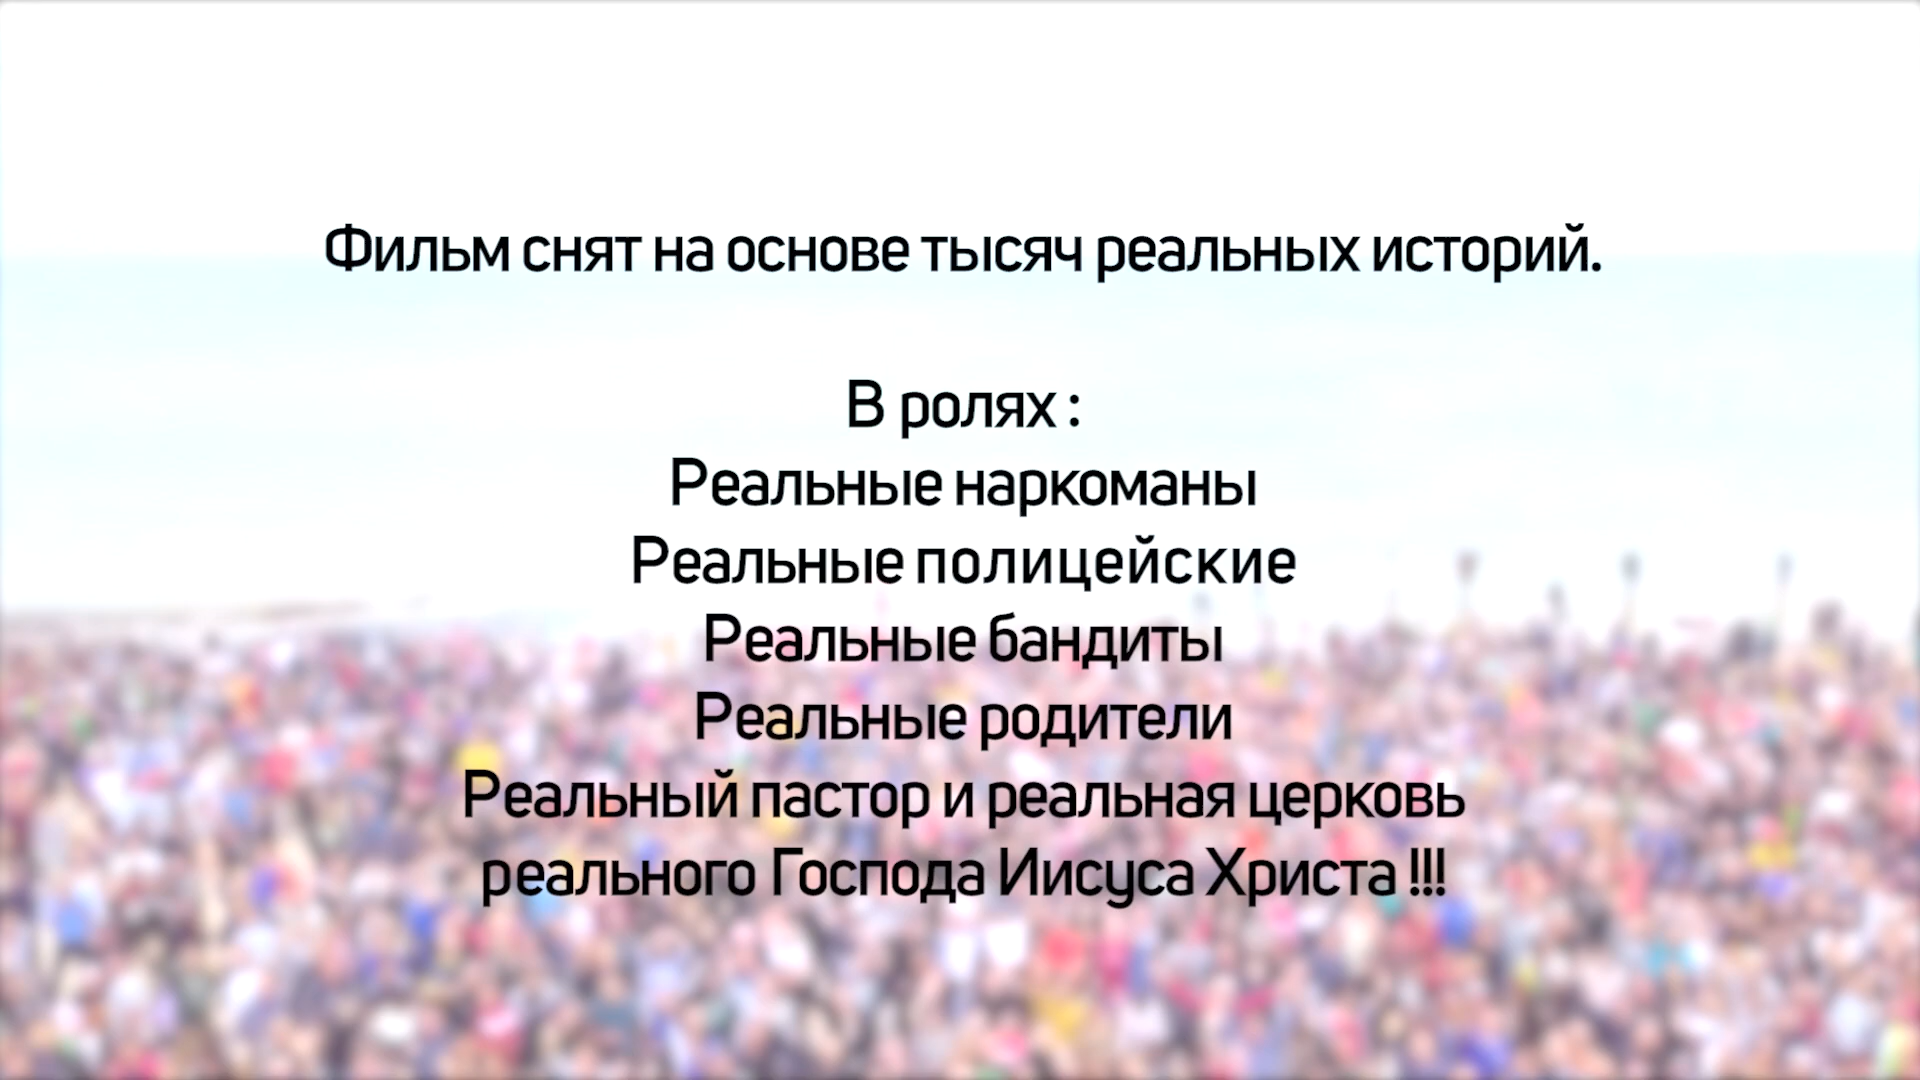 Фильм снят на основе тысяч реальных историй.
В ролях :
Реальные наркоманы
Реальные полицейские
Реальные бандиты
Реальные родители
Реальный пастор и реальная церковь
реального Господа Иисуса Христа !!!